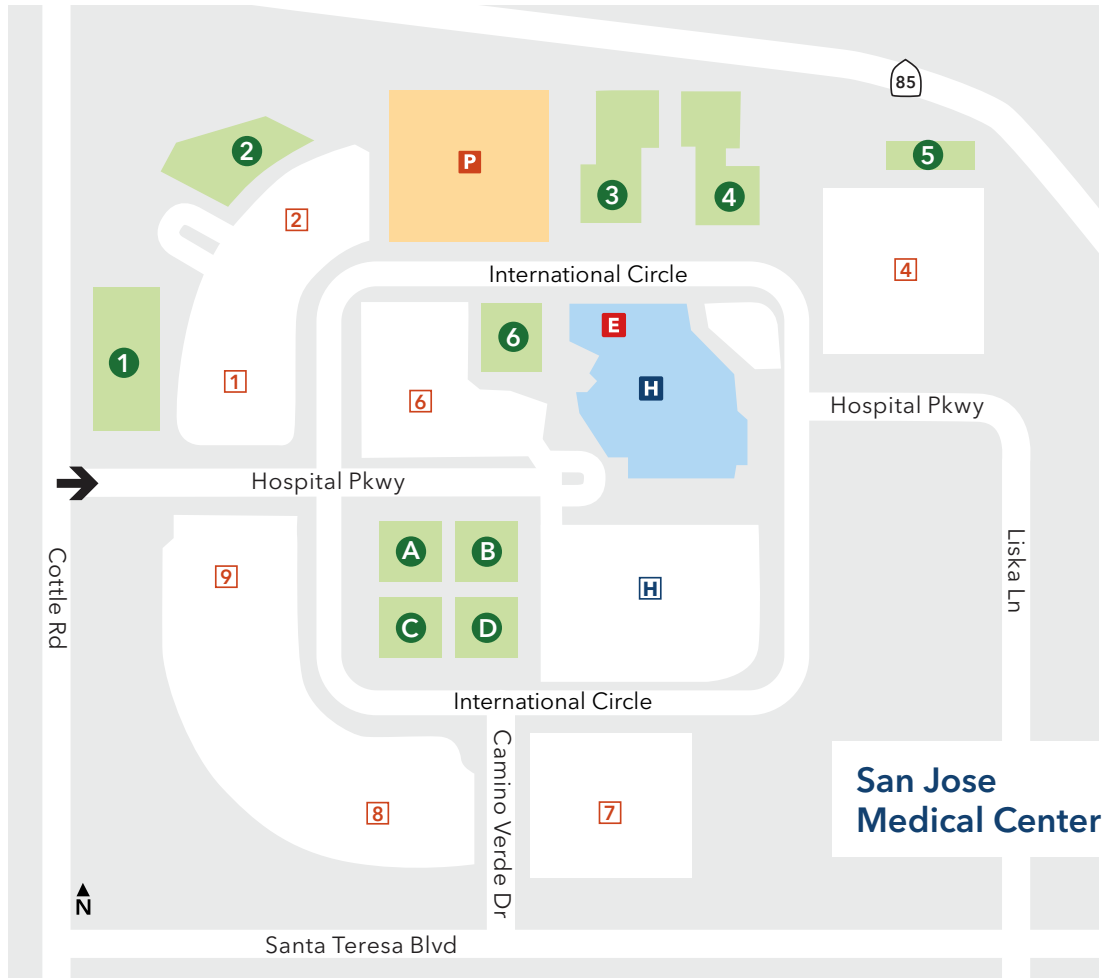 85
2
P
3
4
5
2
International Circle
4
1
6
E
H
1
6
Hospital Pkwy
Hospital Pkwy
Cottle Rd
A
B
9
H
Liska Ln
C
D
International Circle
Camino Verde Dr
8
7
San Jose
Medical Center
N
Santa Teresa Blvd